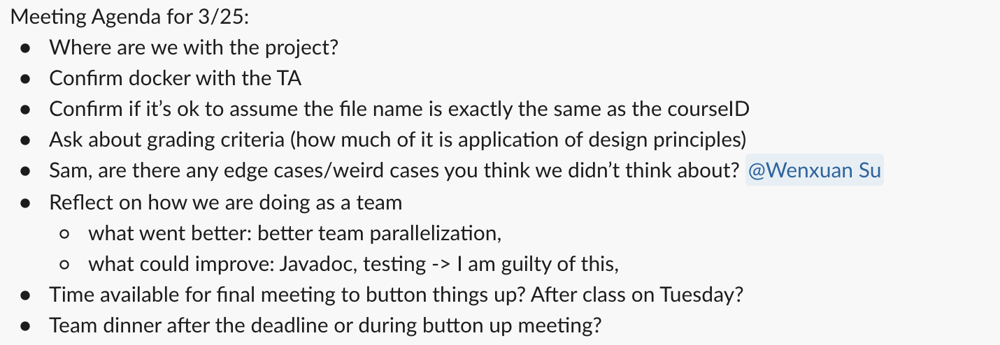 Meeting Agenda for 3/25:
● Where are we with the project?
● Confirm docker with the TA
● Confirm if it’s ok to assume the file name is exactly the same as the courseID
● Ask about grading criteria (how much of it is application of design principles)
● Sam, are there any edge cases/weird cases you think we didn’t think about? @Wenxuan Su
● Reflect on how we are doing as a team
○ what went better: better team parallelization,
○ what could improve: Javadoc, testing -> I am guilty of this,
● Time available for final meeting to button things up? After class on Tuesday?
● Team dinner after the deadline or during button up meeting?